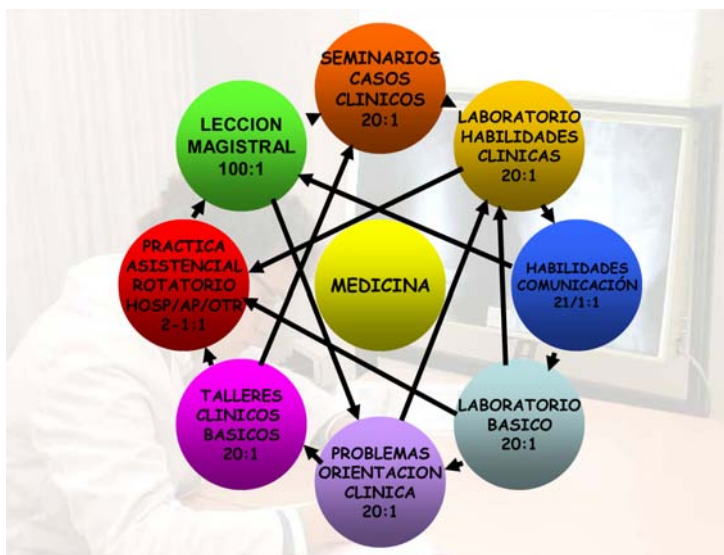 SEMINARIOS
CASOS
CLINICOS
20:1
LABORATORIO
HABILIDADES
CLINICAS
20:1
HABILIDADES
COMUNICACIÓN
21/1:1
LABORATORIO
BASICO
20:1
PROBLEMAS
ORIENTACION
CLINICA
20:1
TALLERES
CLINICOS
BASICOS
20:1
PRACTICA
ASISTENCIAL
ROTATORIO
HOSP/AP/OTR
2-1:1
LECCION
MAGISTRAL
100:1
MEDICINA